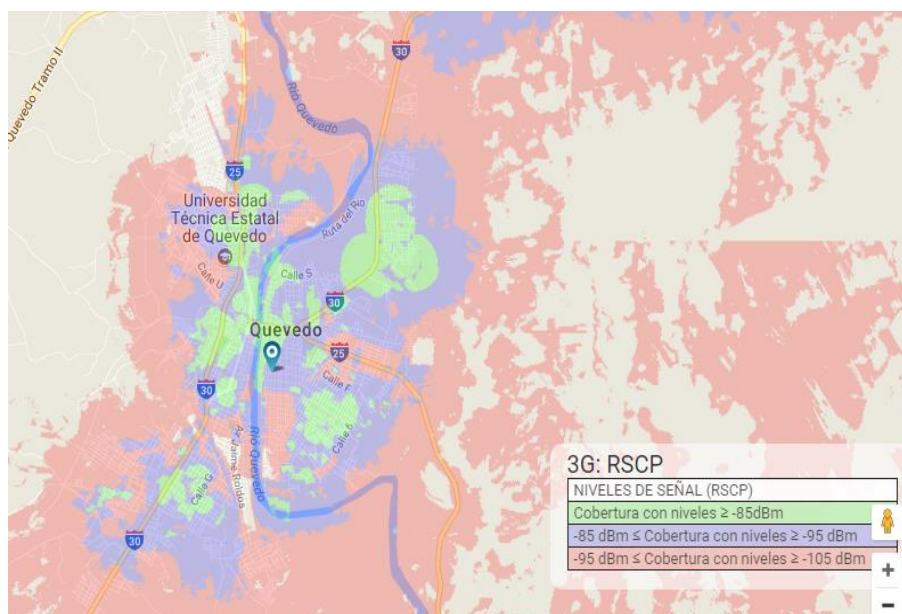 Quevedo Tramo II
30
Río Quevedo
25
Universidad
Técnica Estatal
de Quevedo
Ruta del Río
Calle U
Calle S
30
Quevedo
25
Calle F
30
Calle 6
Av. Jaime Roldos
Río Quevedo
Calle G
30
3G: RSCP
NIVELES DE SEÑAL (RSCP)
Cobertura con niveles ≥ -85dBm
-85 dBm ≤ Cobertura con niveles ≥ -95 dBm
-95 dBm ≤ Cobertura con niveles ≥ -105 dBm
+
−